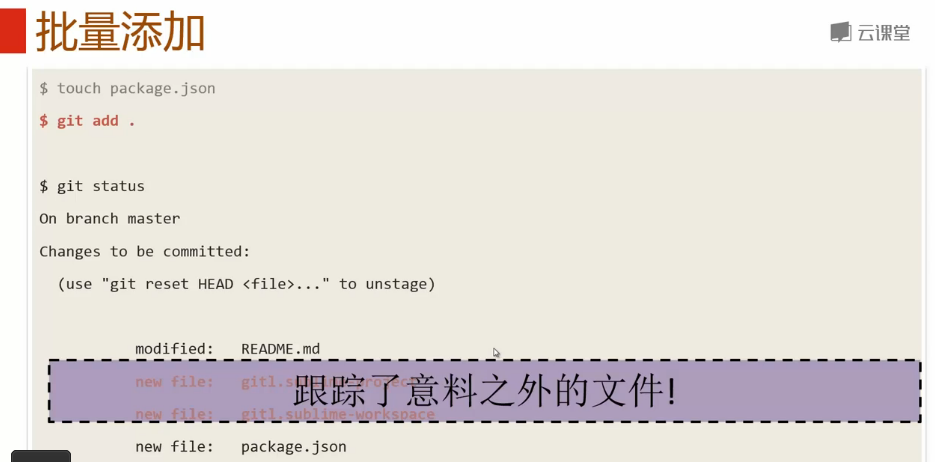 批量添加
云课堂
$ touch package.json
$ git add .
$ git status
On branch master
Changes to be committed:
(use "git reset HEAD <file>..." to unstage)
modified: README.md
new file: gitl.sublime-project
跟踪了意料之外的文件!
new file: gitl.sublime-workspace
new file: package.json